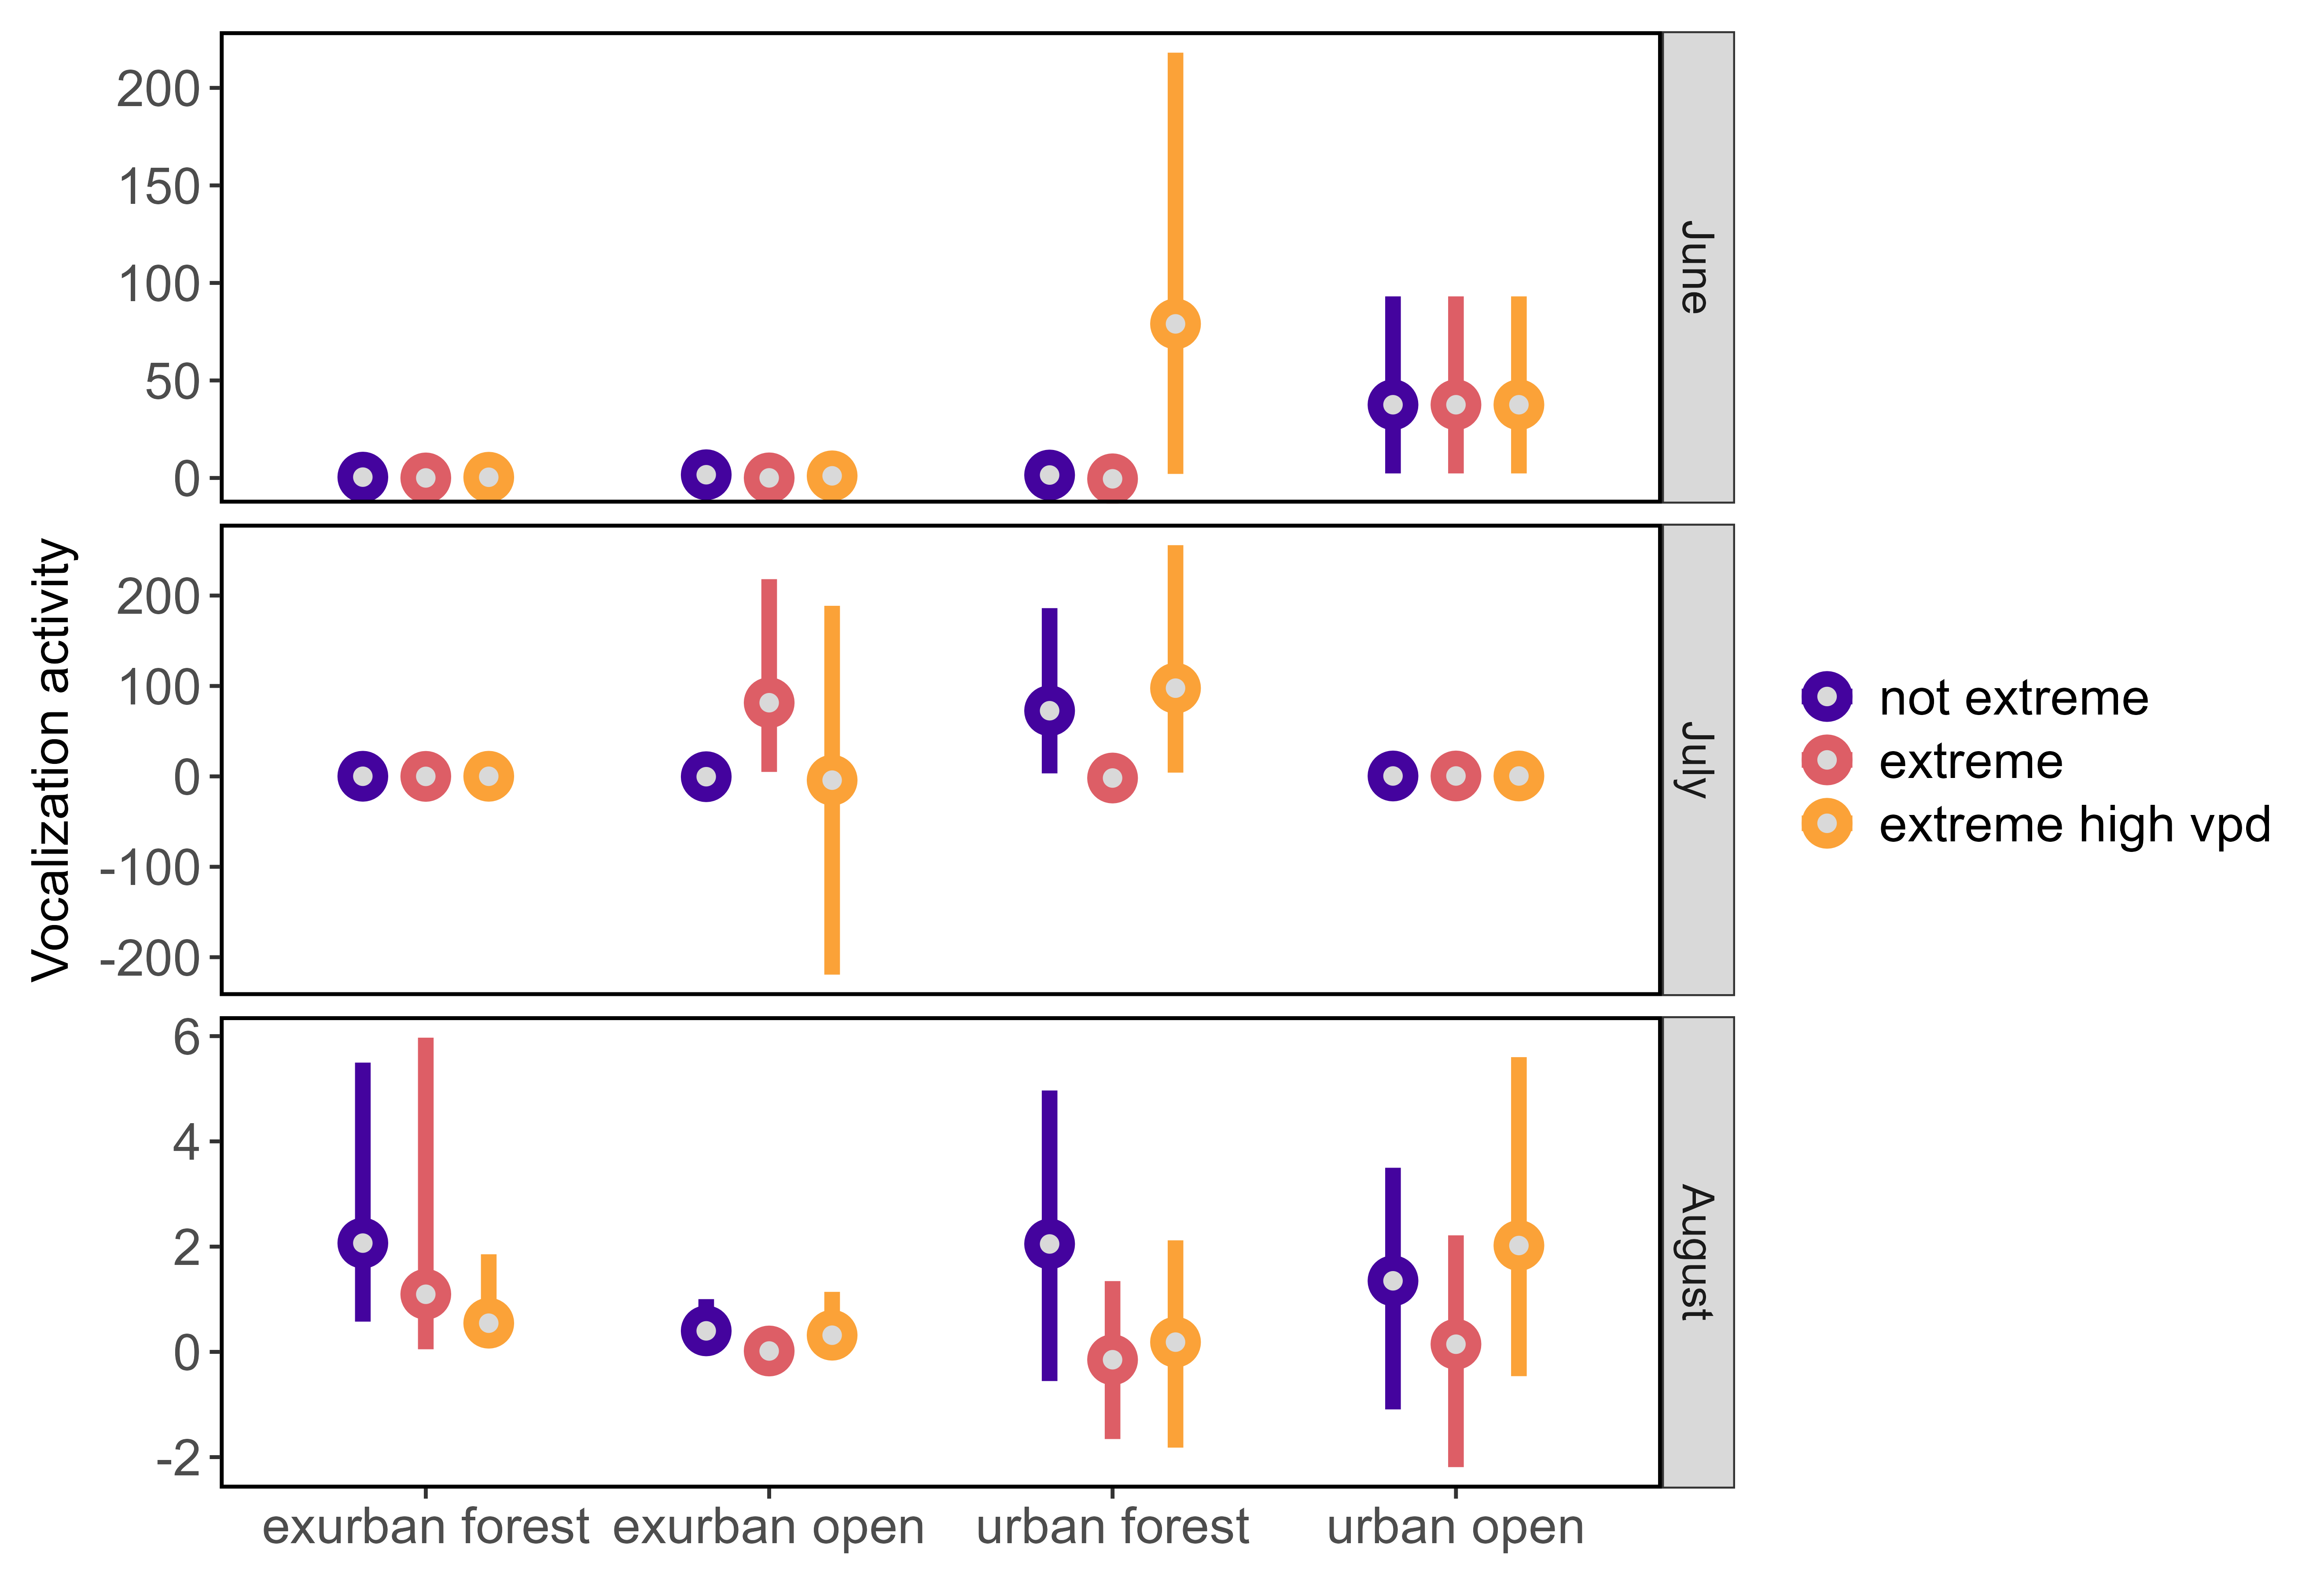 Vocalization activity
200
150
100
50
0
June
200
100
0
-100
-200
July
6
4
2
0
-2
August
exurban forest exurban open urban forest urban open
not extreme
extreme
extreme high vpd